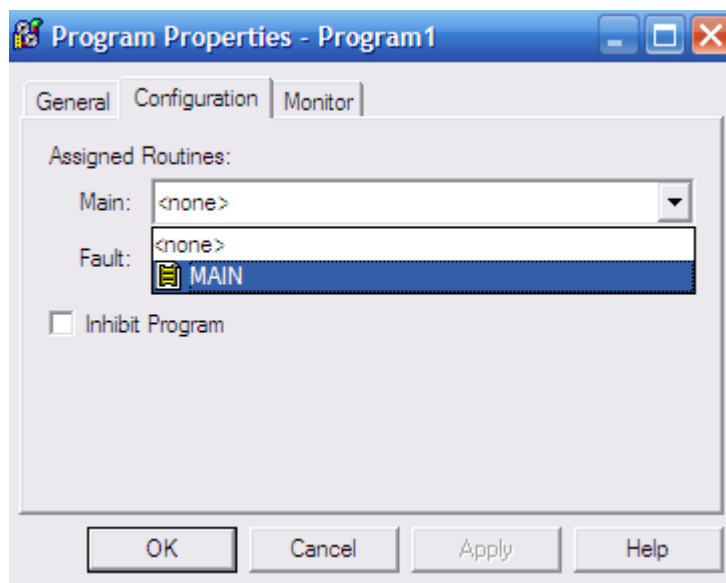 Program Properties - Program1
General Configuration Monitor
Assigned Routines:
Main: <none>
<none>
Fault:
MAIN
Inhibit Program
OK Cancel Apply Help